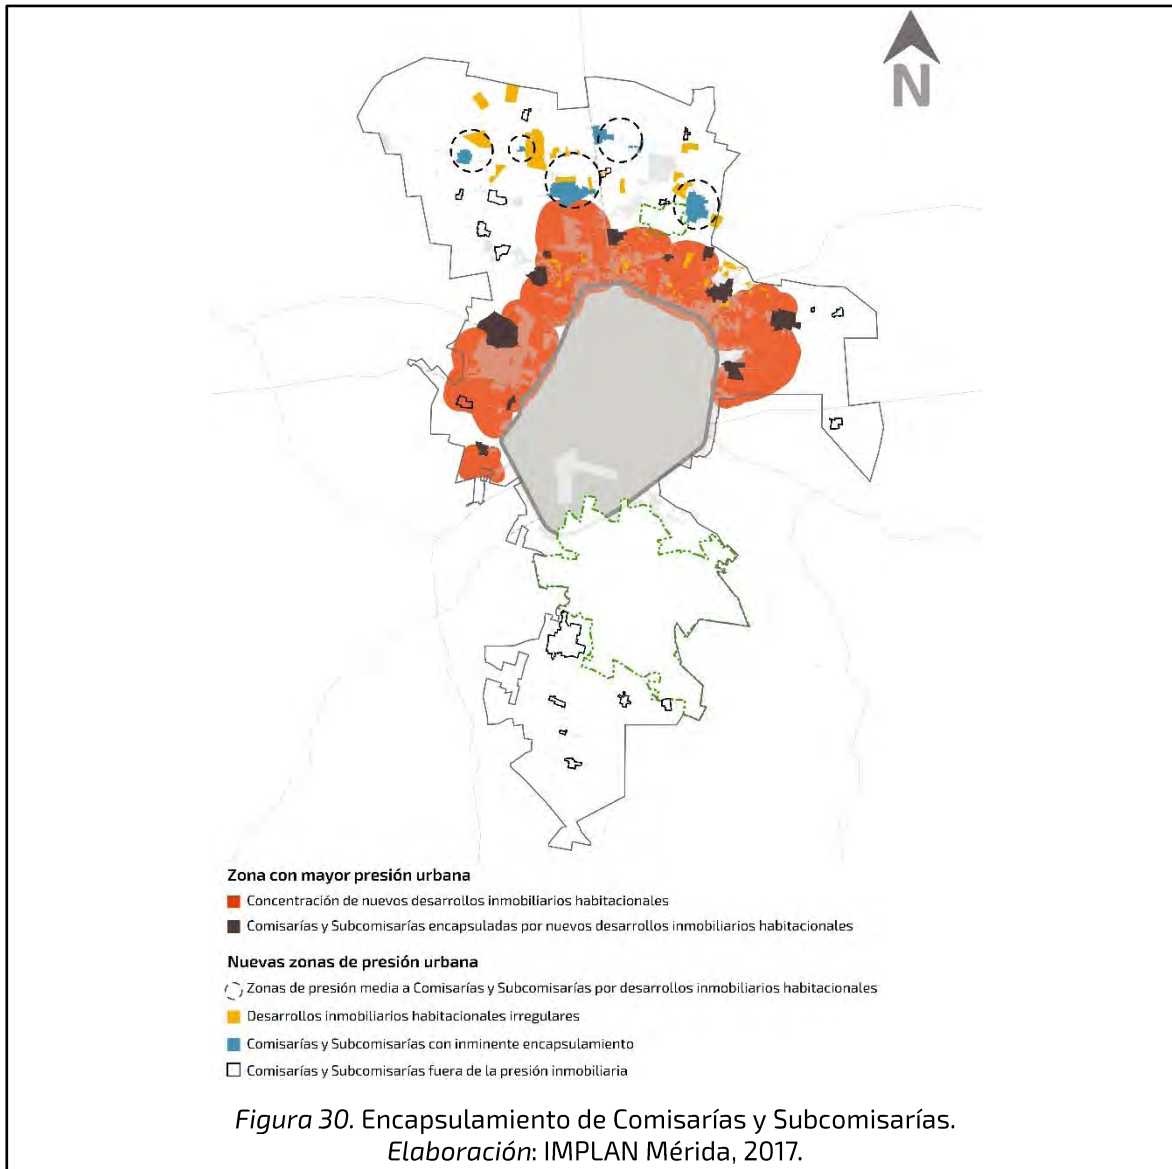 N
Zona con mayor presión urbana
Concentración de nuevos desarrollos inmobiliarios habitacionales
Comisarías y Subcomisarías encapsuladas por nuevos desarrollos inmobiliarios habitacionales
Nuevas zonas de presión urbana
Zonas de presión media a Comisarías y Subcomisarías por desarrollos inmobiliarios habitacionales
Desarrollos inmobiliarios habitacionales irregulares
Comisarías y Subcomisarías con inminente encapsulamiento
Comisarías y Subcomisarías fuera de la presión inmobiliaria
Figura 30. Encapsulamiento de Comisarías y Subcomisarías.
Elaboración: IMPLAN Mérida, 2017.